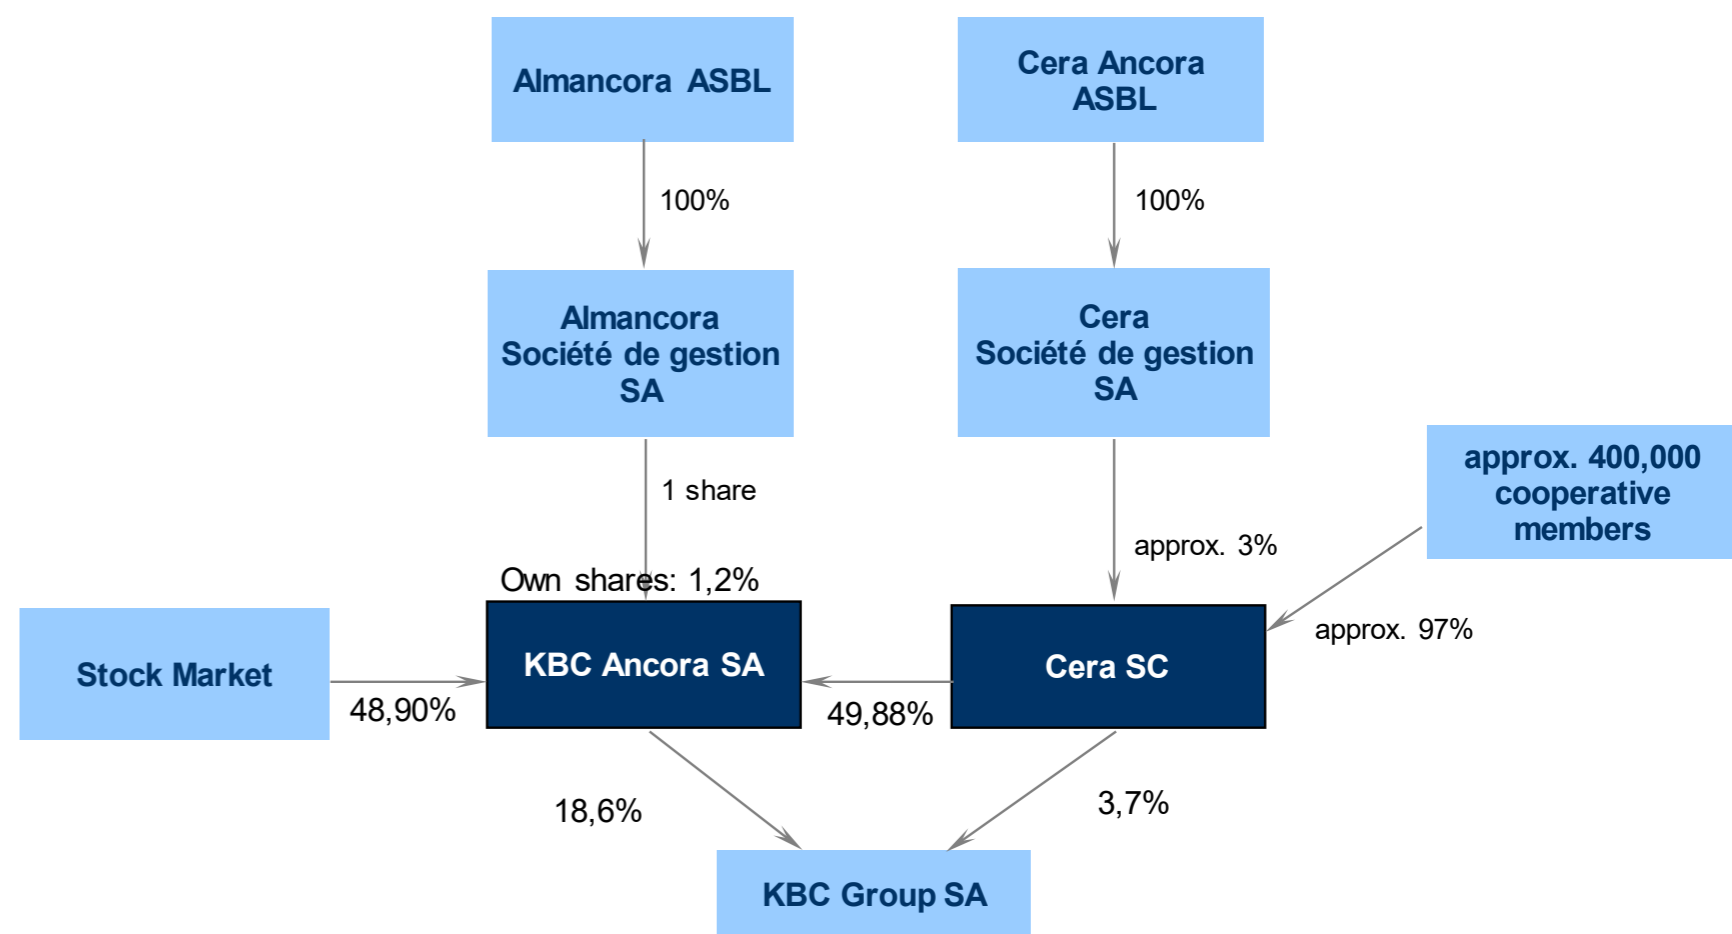 Almancora ASBL
Cera Ancora
ASBL
100%
100%
Almancora
Société de gestion
SA
Cera
Société de gestion
SA
approx. 400,000
cooperative
members
1 share
approx. 3%
Own shares: 1,2%
approx. 97%
Stock Market
KBC Ancora SA
Cera SC
48,90%
49,88%
18,6%
3,7%
KBC Group SA